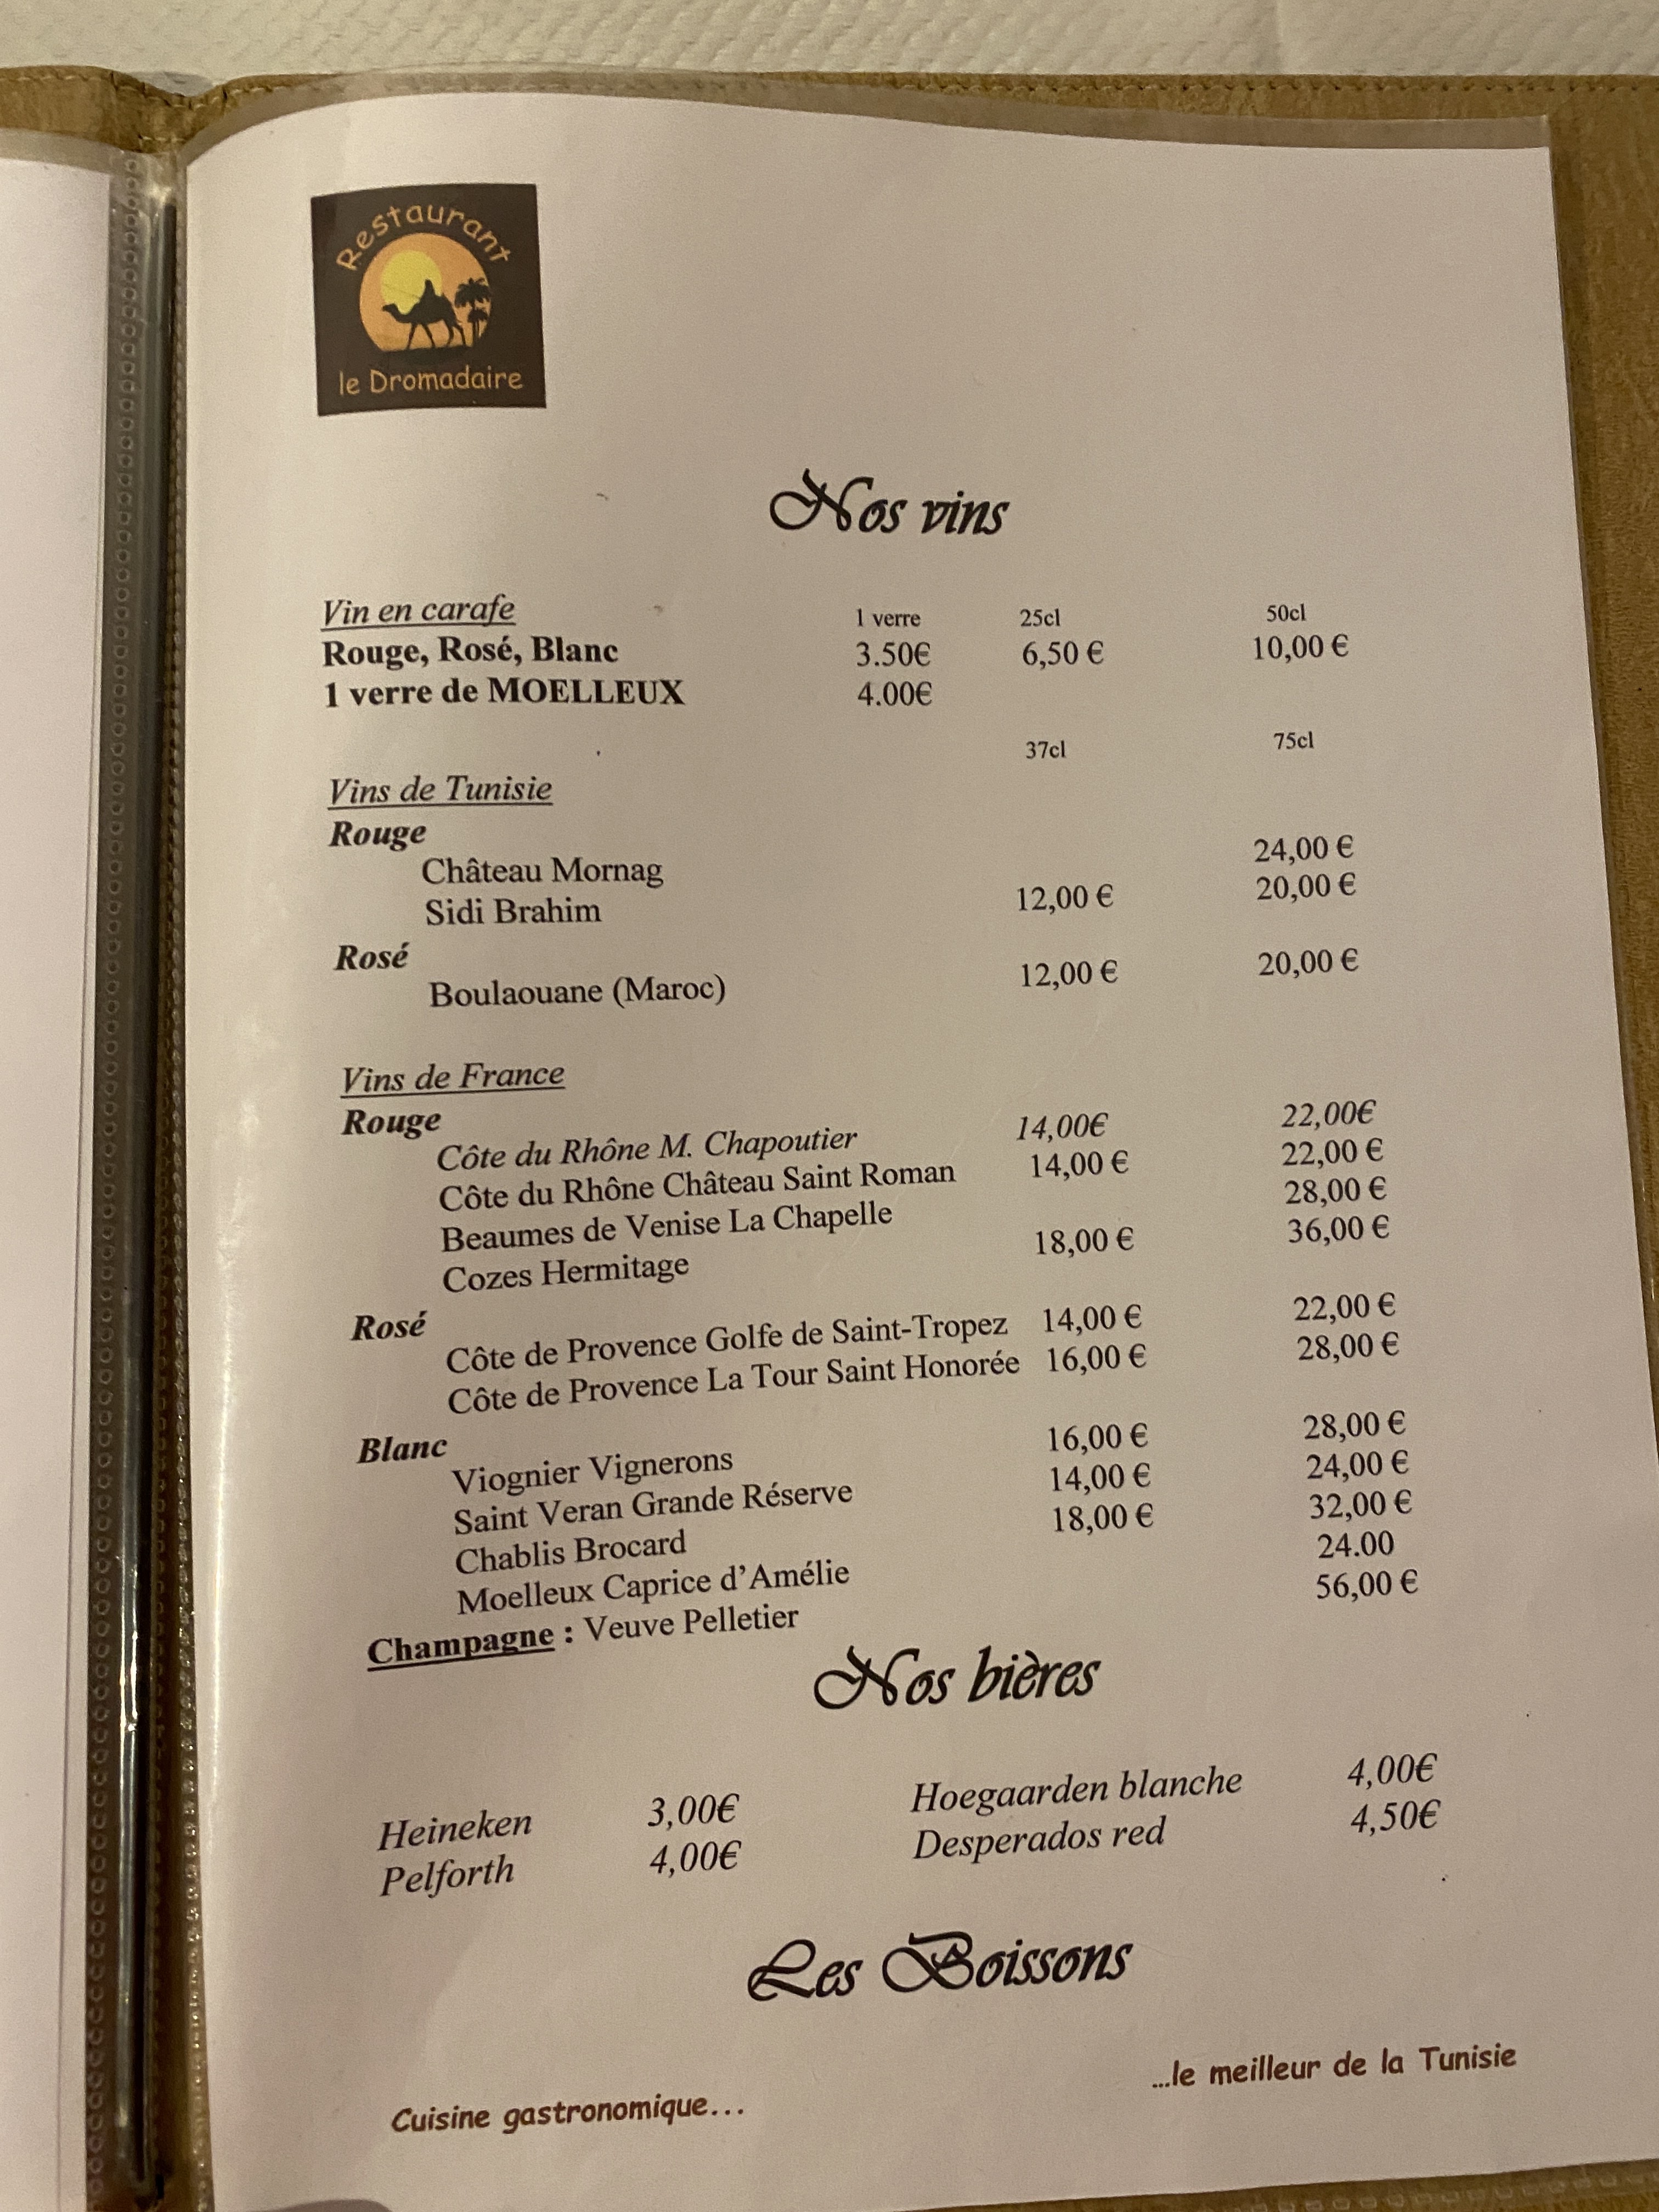 Restaurant
le Dromadaire
Nos vins
Vin en carafe 1 verre 25cl 50cl
Rouge, Rosé, Blanc 3.50€ 6,50 € 10,00 €
1 verre de MOELLEUX 4.00€
37cl 75cl
Vins de Tunisie
Rouge
Château Mornag 24,00 €
Sidi Brahim 12,00 € 20,00 €
Rosé
Boulaouane (Maroc) 12,00 € 20,00 €
Vins de France
Rouge
Côte du Rhône M. Chapoutier 14,00€ 22,00€
Côte du Rhône Château Saint Roman 14,00 € 22,00 €
Beaumes de Venise La Chapelle 28,00 €
Cozes Hermitage 18,00 € 36,00 €
Rosé
Côte de Provence Golfe de Saint-Tropez 14,00 € 22,00 €
Côte de Provence La Tour Saint Honorée 16,00 € 28,00 €
Blanc
Viognier Vignerons 16,00 € 28,00 €
Saint Veran Grande Réserve 14,00 € 24,00 €
Chablis Brocard 18,00 € 32,00 €
Moelleux Caprice d’Amélie 24.00
Champagne : Veuve Pelletier 56,00 €
Nos bières
Heineken 3,00€ Hoegaarden blanche 4,00€
Pelforth 4,00€ Desperados red 4,50€
Les Boissons
Cuisine gastronomique... ...le meilleur de la Tunisie